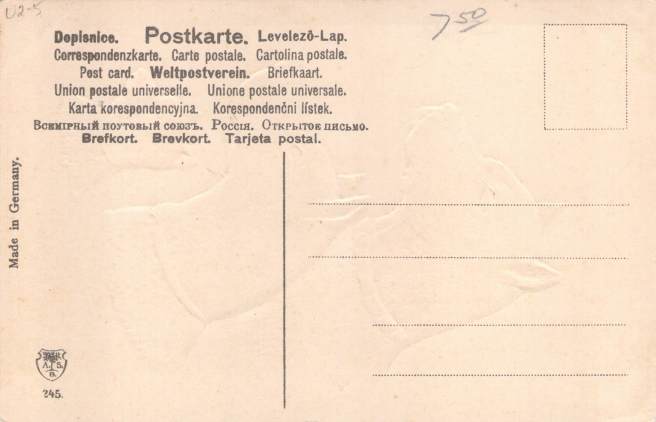 U2-5
7 50
Dopisnice. Postkarte. Levelező-Lap.
Correspondenzkarte. Carte postale. Cartolina postale.
Post card. Weltpostverein. Briefkaart.
Union postale universelle. Unione postale universale.
Karta korespondencyjna. Korespondenční lístek.
Всемірный почтовый союзъ. Россія. Открытое письмо.
Brefkort. Brevkort. Tarjeta postal.
Made in Germany.
A. S.
B.
245.